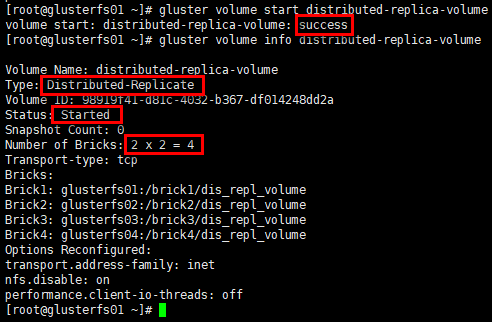 [root@glusterfs01 ~]# gluster volume start distributed-replica-volume
volume start: distributed-replica-volume: success
[root@glusterfs01 ~]# gluster volume info distributed-replica-volume
Volume Name: distributed-replica-volume
Type: Distributed-Replicate
Volume ID: 98919f41-d81c-4032-b367-df014248dd2a
Status: Started
Snapshot Count: 0
Number of Bricks: 2 x 2 = 4
Transport-type: tcp
Bricks:
Brick1: glusterfs01:/brick1/dis_repl_volume
Brick2: glusterfs02:/brick2/dis_repl_volume
Brick3: glusterfs03:/brick3/dis_repl_volume
Brick4: glusterfs04:/brick4/dis_repl_volume
Options Reconfigured:
transport.address-family: inet
nfs.disable: on
performance.client-io-threads: off
[root@glusterfs01 ~]#